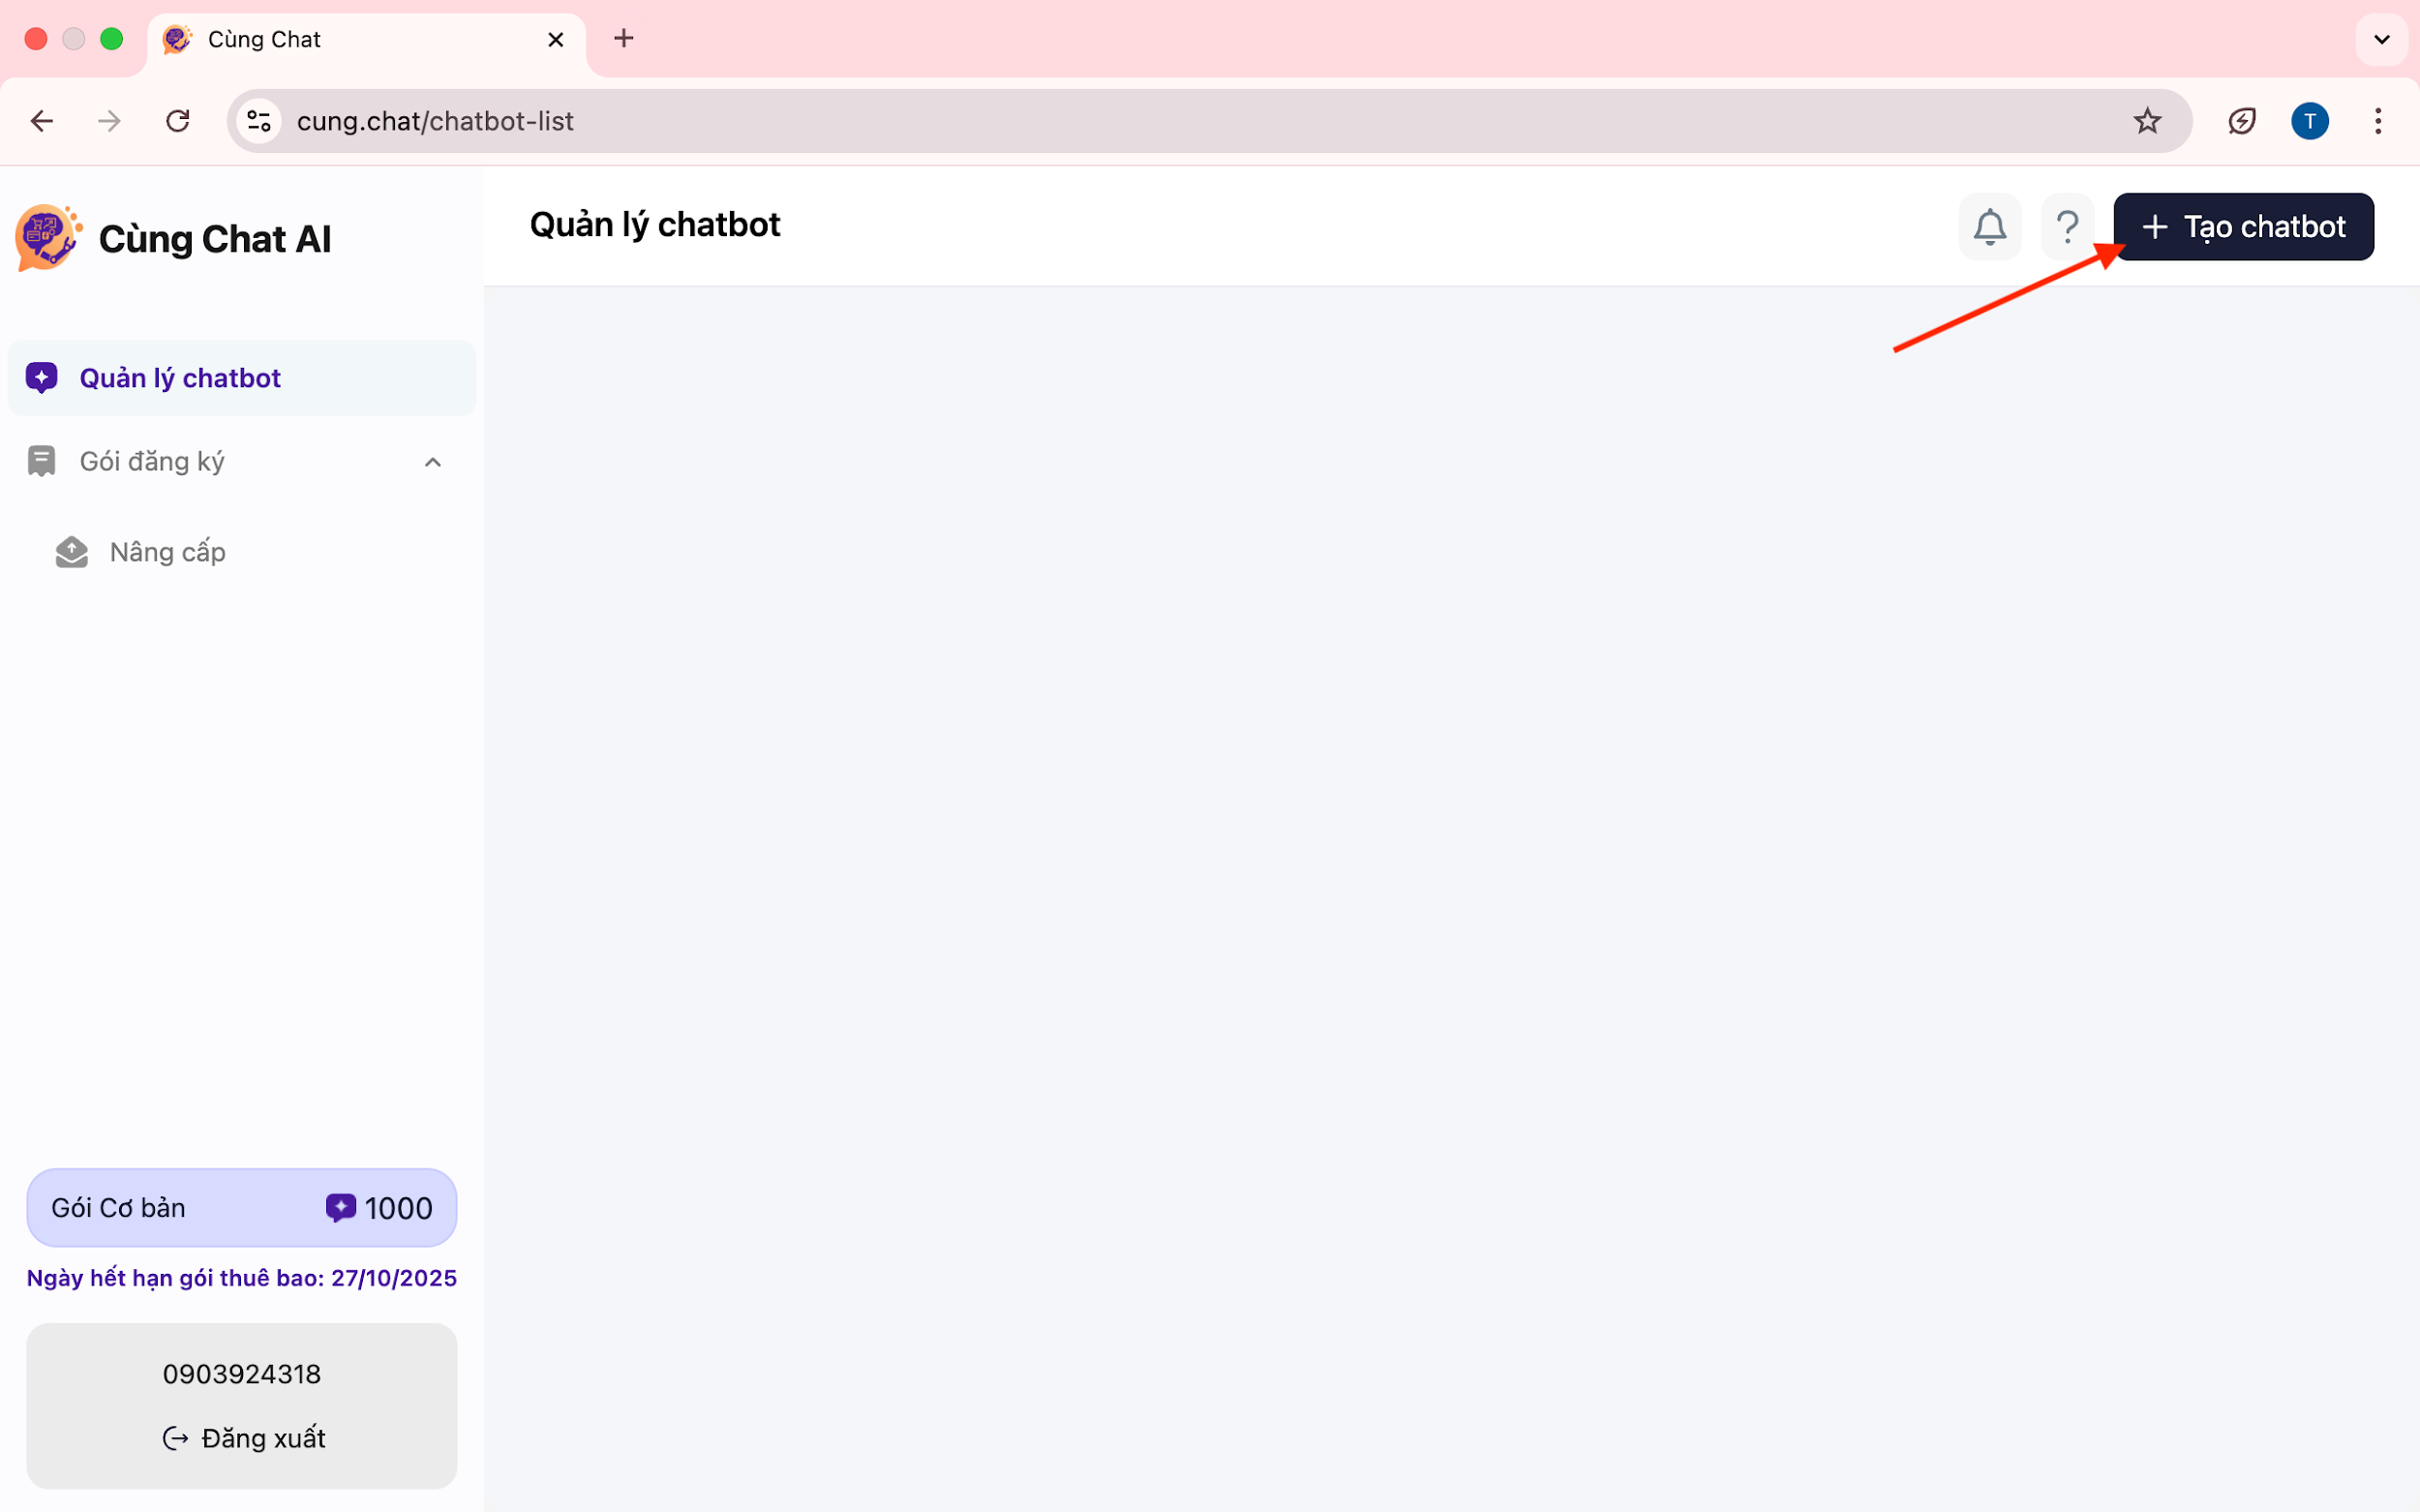 Cùng Chat
cung.chat/chatbot-list
T
Cùng Chat AI
Quản lý chatbot
Tạo chatbot
Quản lý chatbot
Gói đăng ký
Nâng cấp
Gói Cơ bản 1000
Ngày hết hạn gói thuê bao: 27/10/2025
0903924318
Đăng xuất